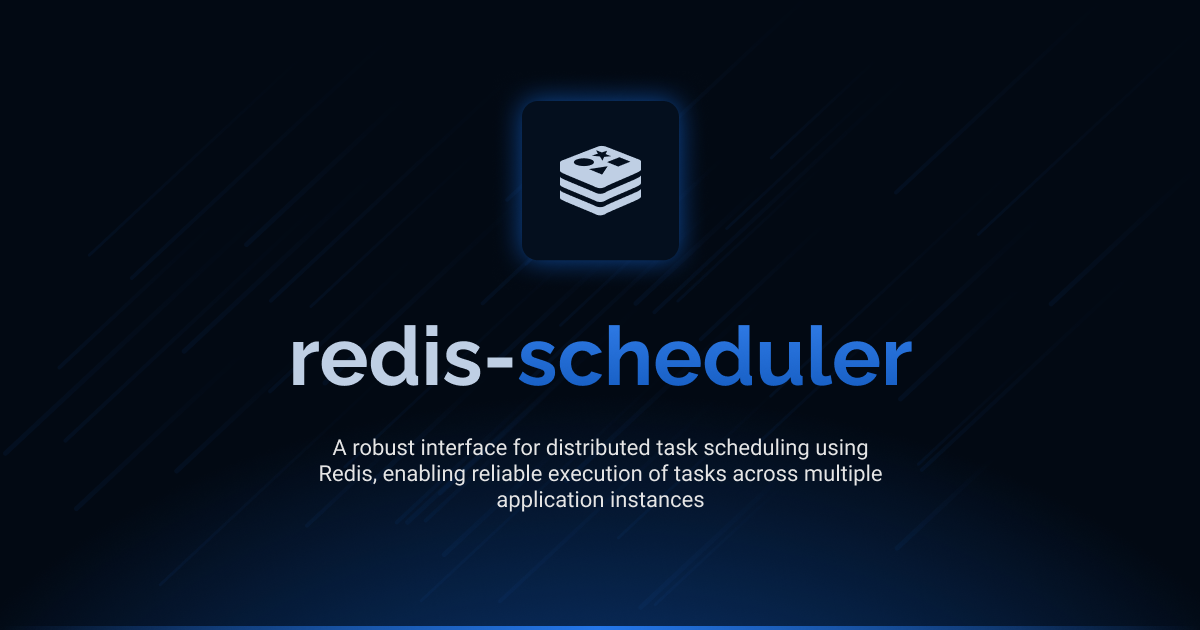 redis-scheduler
A robust interface for distributed task scheduling using
Redis, enabling reliable execution of tasks across multiple
application instances